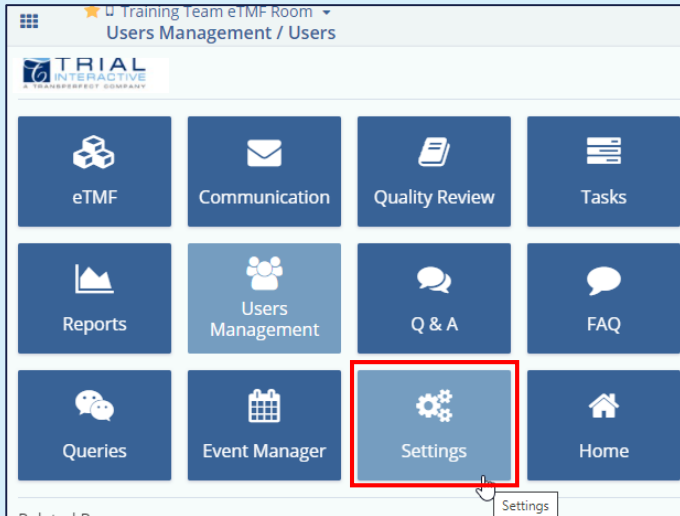 Training Team eTMF Room
Users Management / Users
TRIAL
INTERACTIVE
A TRANSPERFECT COMPANY
eTMF
Communication
Quality Review
Tasks
Reports
Users
Management
Q & A
FAQ
Queries
Event Manager
Settings
Home
Settings